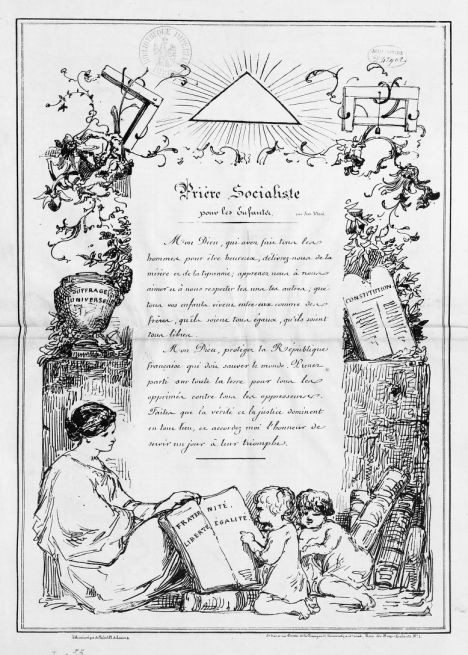 BIBLIOTHEQUE IMPERIALE
Prière Socialiste
pour les Enfants.
Mon Dieu, qui avez fait tous les
hommes pour être heureux, délivrez-nous de la
misère et de la tyrannie; apprenez nous à nous
aimer et à nous respecter les uns les autres; que
tous vos enfants vivent entre eux comme des
frères, qu'ils soient tous égaux, qu'ils soient
tous libres.
Mon Dieu, protégez la République
française que doit sauver le monde. Prenez
parti sur toute la terre pour tous les
opprimés contre tous les oppresseurs.
Faites que la vérité et la justice dominent
en tous lieu, et accordez moi l'honneur de
servir un jour à leur triomphe.
SUFFRAGE
UNIVERSEL
CONSTITUTION
FRATERNITÉ.
LIBERTÉ ÉGALITÉ